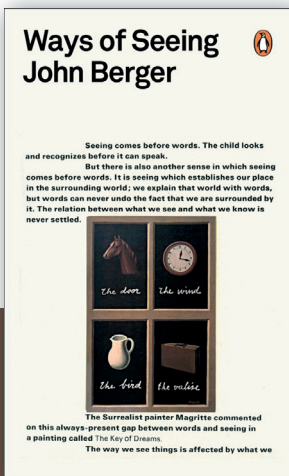 Ways of Seeing
John Berger
Seeing comes before words. The child looks
and recognizes before it can speak.
But there is also another sense in which seeing
comes before words. It is seeing which establishes our place
in the surrounding world; we explain that world with words,
but words can never undo the fact that we are surrounded by
it. The relation between what we see and what we know is
never settled.
the door
the wind
the bird
the valise
The Surrealist painter Magritte commented
on this always-present gap between words and seeing in
a painting called The Key of Dreams.
The way we see things is affected by what we